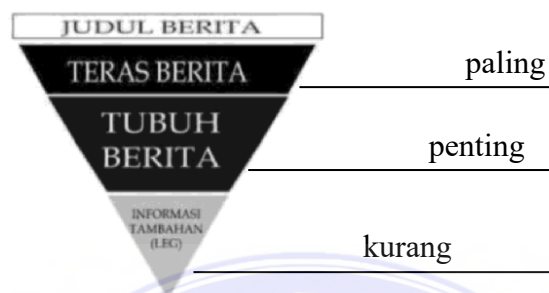 JUDUL BERITA
TERAS BERITA
paling
TUBUH
BERITA
penting
INFORMASI
TAMBAHAN
(LEG)
kurang